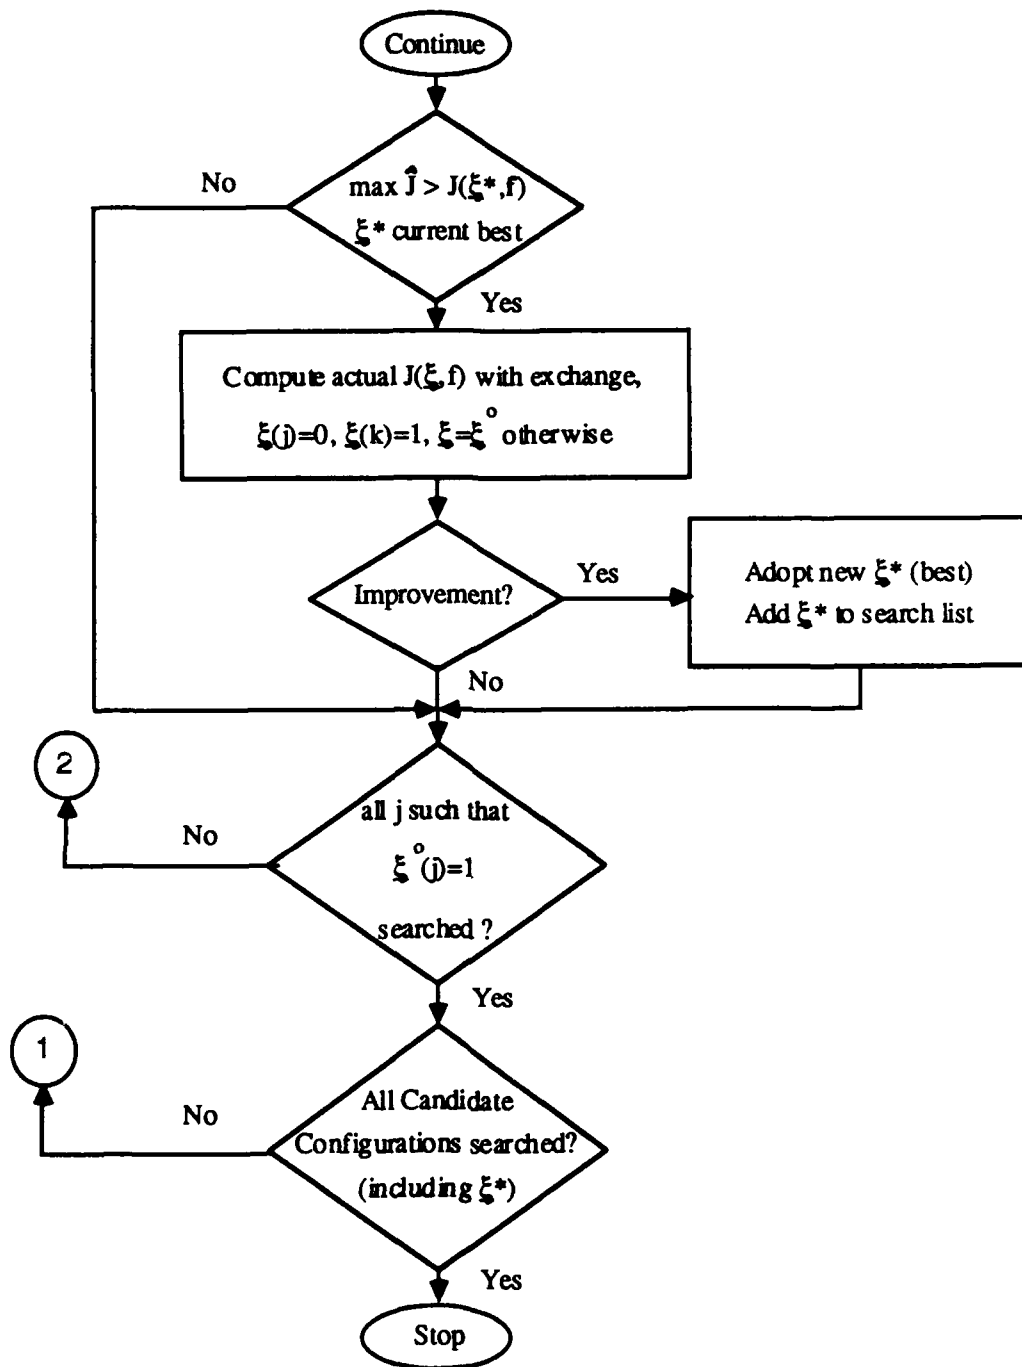 Continue
No
max Ĵ > J(ξ*,f)
ξ* current best
Yes
Compute actual J(ξ,f) with exchange,
ξ(j)=0, ξ(k)=1, ξ=ξ° otherwise
Improvement?
Yes
Adopt new ξ* (best)
Add ξ* to search list
No
2
No
all j such that
ξ°(j)=1
searched ?
Yes
1
No
All Candidate
Configurations searched?
(including ξ*)
Yes
Stop